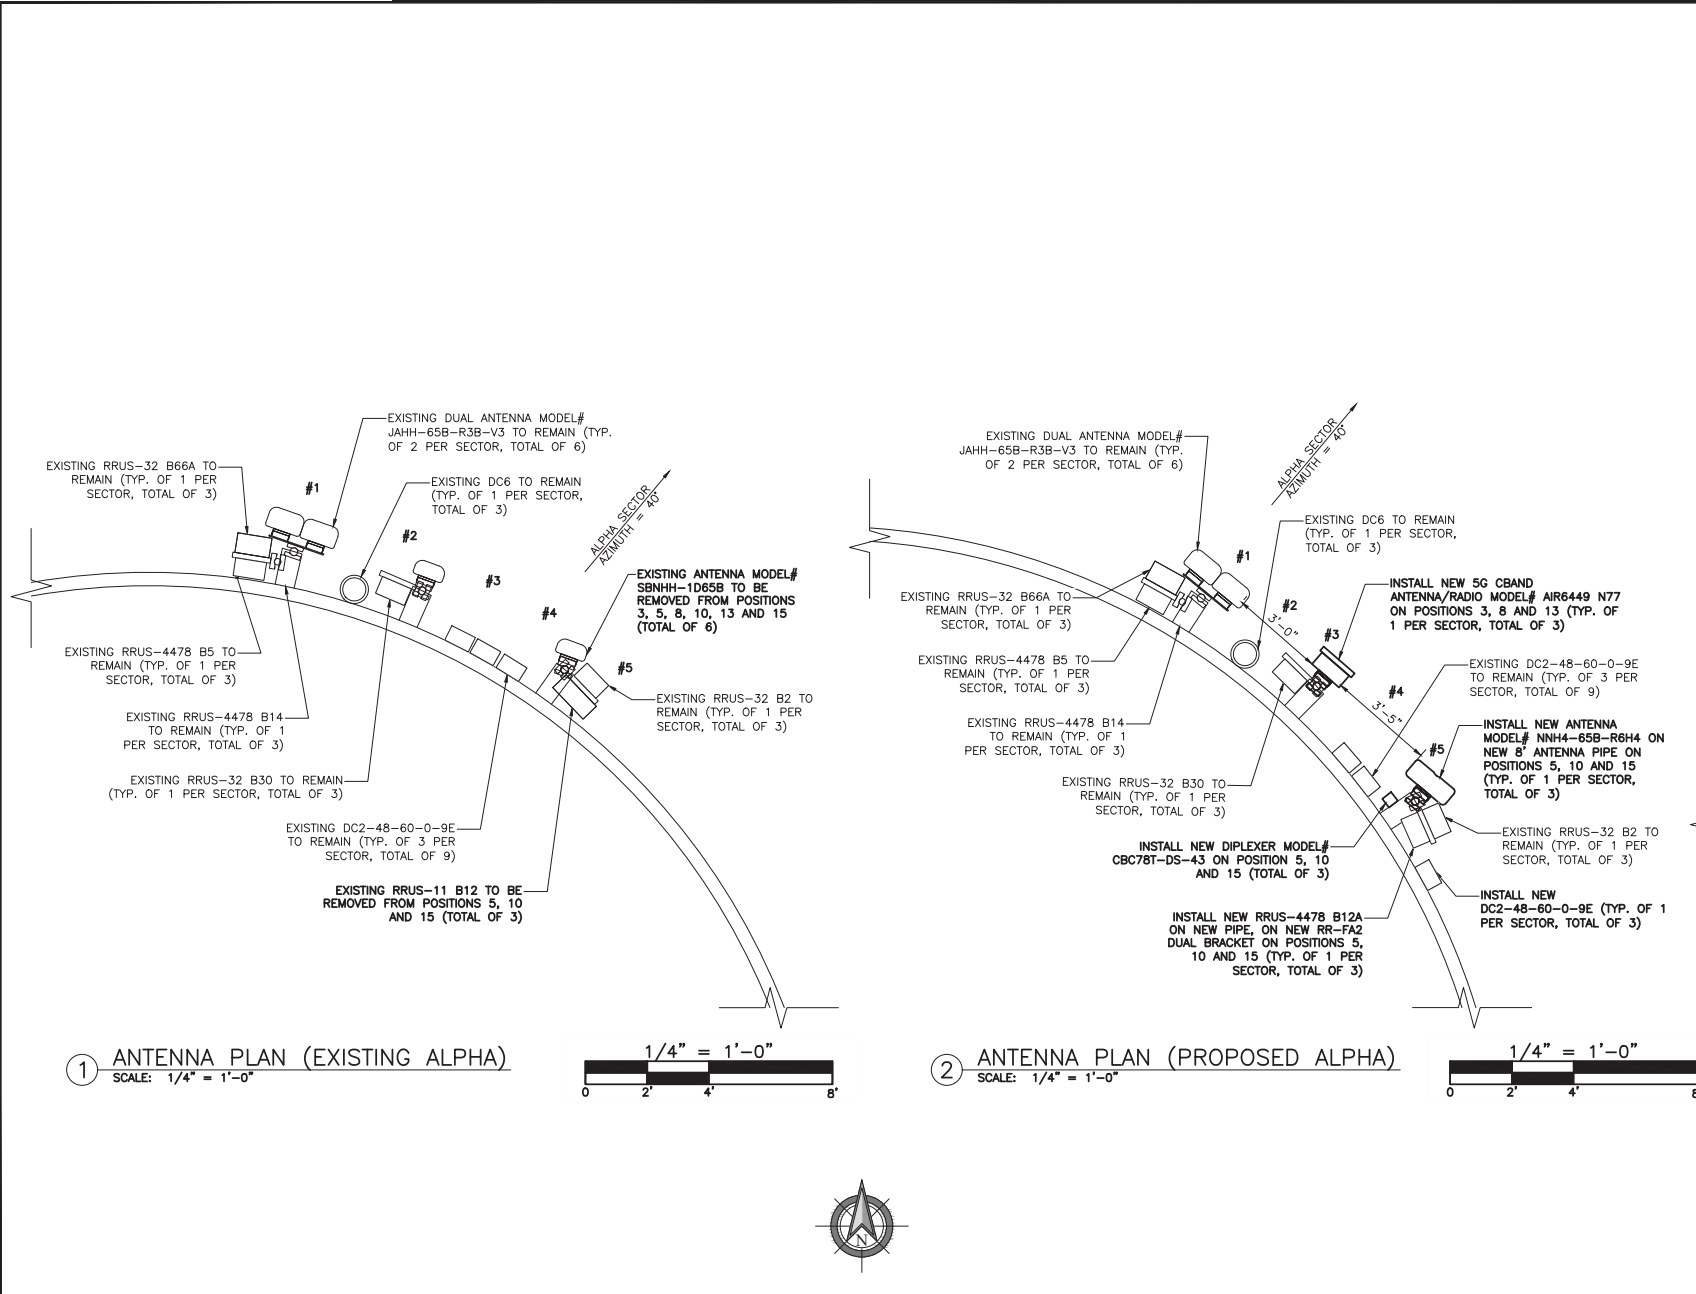 EXISTING DUAL ANTENNA MODEL#
JAHH-65B-R3B-V3 TO REMAIN (TYP.
OF 2 PER SECTOR, TOTAL OF 6)
EXISTING RRUS-32 B66A TO
REMAIN (TYP. OF 1 PER
SECTOR, TOTAL OF 3)
#1
EXISTING DC6 TO REMAIN
(TYP. OF 1 PER SECTOR,
TOTAL OF 3)
ALPHA SECTOR
AZIMUTH = 40°
#2
#3
#4
#5
EXISTING ANTENNA MODEL#
SBNHH-1D65B TO BE
REMOVED FROM POSITIONS
3, 5, 8, 10, 13 AND 15
(TOTAL OF 6)
EXISTING RRUS-4478 B5 TO
REMAIN (TYP. OF 1 PER
SECTOR, TOTAL OF 3)
EXISTING RRUS-32 B2 TO
REMAIN (TYP. OF 1 PER
SECTOR, TOTAL OF 3)
EXISTING RRUS-4478 B14
TO REMAIN (TYP. OF 1
PER SECTOR, TOTAL OF 3)
EXISTING RRUS-32 B30 TO REMAIN
(TYP. OF 1 PER SECTOR, TOTAL OF 3)
EXISTING DC2-48-60-0-9E
TO REMAIN (TYP. OF 3 PER
SECTOR, TOTAL OF 9)
EXISTING RRUS-11 B12 TO BE
REMOVED FROM POSITIONS 5, 10
AND 15 (TOTAL OF 3)
1
ANTENNA PLAN (EXISTING ALPHA)
SCALE: 1/4" = 1'-0"
1/4" = 1'-0"
0 2' 4' 8'
EXISTING DUAL ANTENNA MODEL#
JAHH-65B-R3B-V3 TO REMAIN (TYP.
OF 2 PER SECTOR, TOTAL OF 6)
ALPHA SECTOR
AZIMUTH = 40°
EXISTING DC6 TO REMAIN
(TYP. OF 1 PER SECTOR,
TOTAL OF 3)
#1
#2
3'-0"
#3
#4
3'-5"
#5
EXISTING RRUS-32 B66A TO
REMAIN (TYP. OF 1 PER
SECTOR, TOTAL OF 3)
INSTALL NEW 5G CBAND
ANTENNA/RADIO MODEL# AIR6449 N77
ON POSITIONS 3, 8 AND 13 (TYP. OF
1 PER SECTOR, TOTAL OF 3)
EXISTING RRUS-4478 B5 TO
REMAIN (TYP. OF 1 PER
SECTOR, TOTAL OF 3)
EXISTING DC2-48-60-0-9E
TO REMAIN (TYP. OF 3 PER
SECTOR, TOTAL OF 9)
EXISTING RRUS-4478 B14
TO REMAIN (TYP. OF 1
PER SECTOR, TOTAL OF 3)
INSTALL NEW ANTENNA
MODEL# NNH4-65B-R6H4 ON
NEW 8' ANTENNA PIPE ON
POSITIONS 5, 10 AND 15
(TYP. OF 1 PER SECTOR,
TOTAL OF 3)
EXISTING RRUS-32 B30 TO
REMAIN (TYP. OF 1 PER
SECTOR, TOTAL OF 3)
EXISTING RRUS-32 B2 TO
REMAIN (TYP. OF 1 PER
SECTOR, TOTAL OF 3)
INSTALL NEW DIPLEXER MODEL#
CBC78T-DS-43 ON POSITION 5, 10
AND 15 (TOTAL OF 3)
INSTALL NEW
DC2-48-60-0-9E (TYP. OF 1
PER SECTOR, TOTAL OF 3)
INSTALL NEW RRUS-4478 B12A
ON NEW PIPE, ON NEW RR-FA2
DUAL BRACKET ON POSITIONS 5,
10 AND 15 (TYP. OF 1 PER
SECTOR, TOTAL OF 3)
2
ANTENNA PLAN (PROPOSED ALPHA)
SCALE: 1/4" = 1'-0"
1/4" = 1'-0"
0 2' 4' 8
N